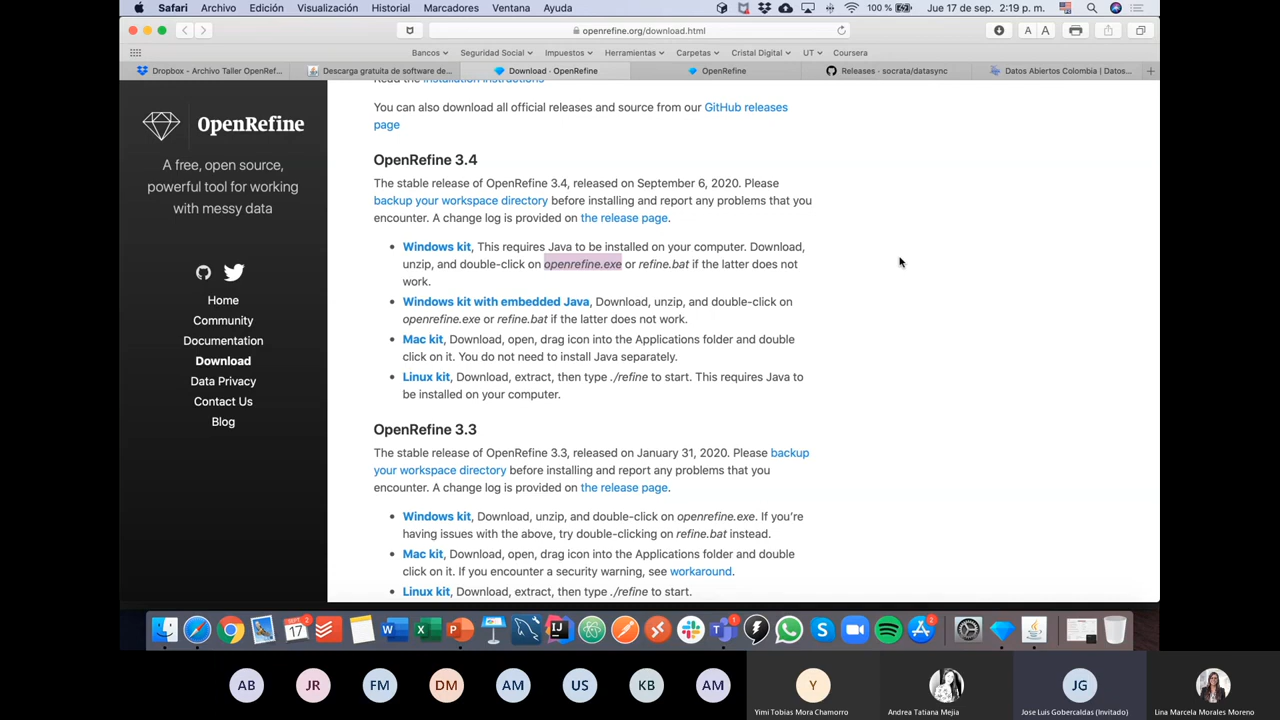 Safari Archivo Edición Visualización Historial Marcadores Ventana Ayuda 100 % Jue 17 de sep. 2:19 p. m.
openrefine.org/download.html
A A
Bancos Seguridad Social Impuestos Herramientas Carpetas Cristal Digital UT Coursera
Dropbox - Archivo Taller OpenRef... Descarga gratuita de software de... Download · OpenRefine OpenRefine Releases · socrata/datasync Datos Abiertos Colombia | Datos...
Read the installation instructions
You can also download all official releases and source from our GitHub releases
page
OpenRefine
A free, open source,
powerful tool for working
with messy data
Home
Community
Documentation
Download
Data Privacy
Contact Us
Blog
OpenRefine 3.4
The stable release of OpenRefine 3.4, released on September 6, 2020. Please
backup your workspace directory before installing and report any problems that you
encounter. A change log is provided on the release page.
• Windows kit, This requires Java to be installed on your computer. Download,
unzip, and double-click on openrefine.exe or refine.bat if the latter does not
work.
• Windows kit with embedded Java, Download, unzip, and double-click on
openrefine.exe or refine.bat if the latter does not work.
• Mac kit, Download, open, drag icon into the Applications folder and double
click on it. You do not need to install Java separately.
• Linux kit, Download, extract, then type ./refine to start. This requires Java to
be installed on your computer.
OpenRefine 3.3
The stable release of OpenRefine 3.3, released on January 31, 2020. Please backup
your workspace directory before installing and report any problems that you
encounter. A change log is provided on the release page.
• Windows kit, Download, unzip, and double-click on openrefine.exe. If you're
having issues with the above, try double-clicking on refine.bat instead.
• Mac kit, Download, open, drag icon into the Applications folder and double
click on it. If you encounter a security warning, see workaround.
• Linux kit, Download, extract, then type ./refine to start.
AB JR FM DM AM US KB AM Y JG
Yimi Tobias Mora Chamorro Andrea Tatiana Mejia Jose Luis Gobercaldas (Invitado) Lina Marcela Morales Moreno